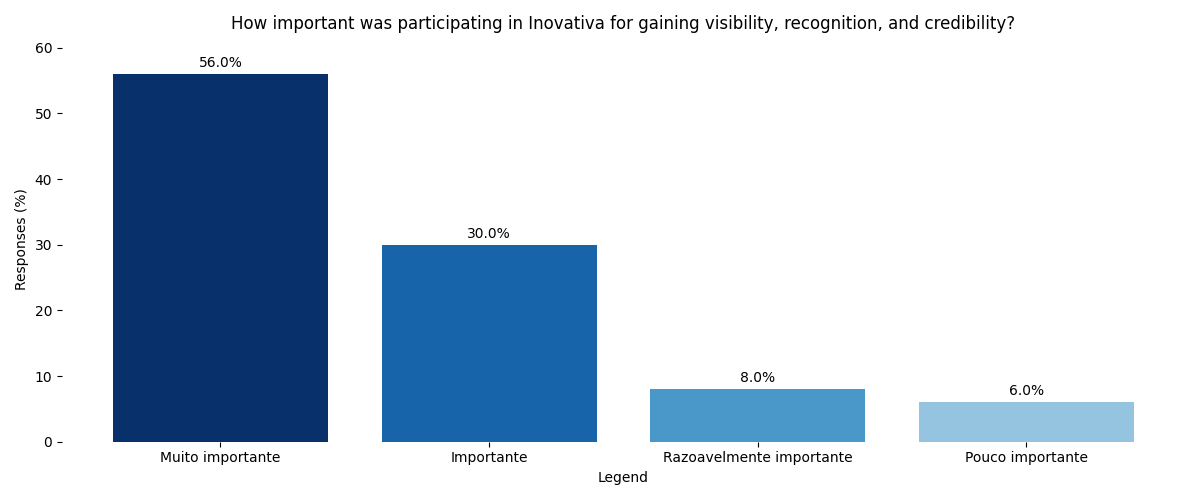 How important was participating in Inovativa for gaining visibility, recognition, and credibility?
Responses (%)
60
50
40
30
20
10
0
56.0%
30.0%
8.0%
6.0%
Muito importante
Importante
Razoavelmente importante
Pouco importante
Legend